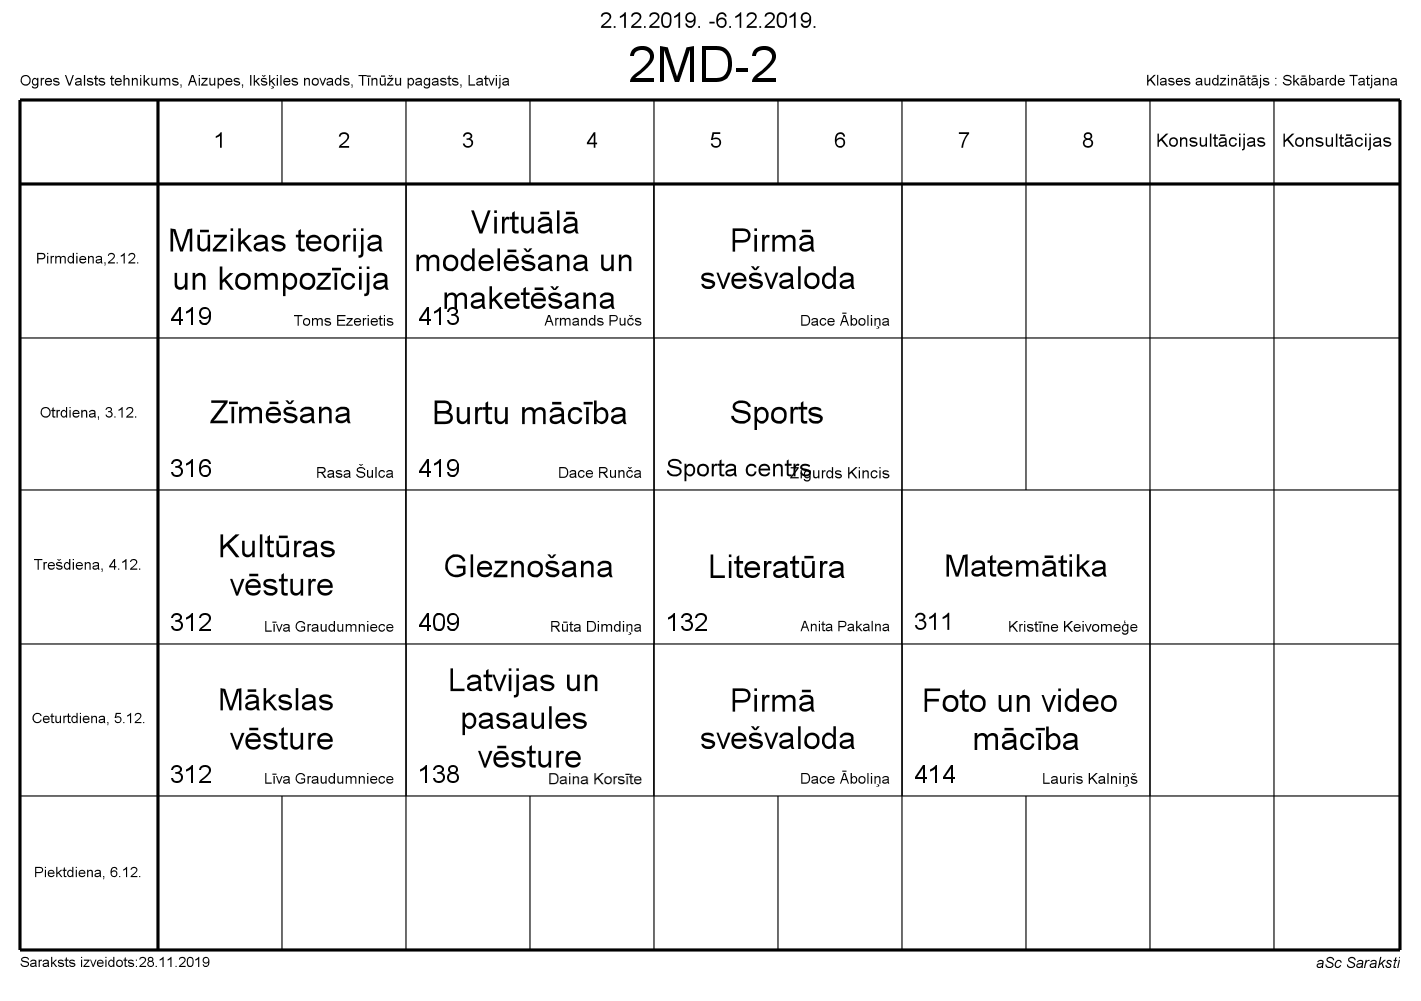 2.12.2019. -6.12.2019.
2MD-2
Ogres Valsts tehnikums, Aizupes, Ikšķiles novads, Tīnūžu pagasts, Latvija
Klases audzinātājs : Skābarde Tatjana
1 2 3 4 5 6 7 8 Konsultācijas Konsultācijas
Pirmdiena,2.12.
Mūzikas teorija
un kompozīcija
419 Toms Ezerietis
Virtuālā
modelēšana un
maketēšana
413 Armands Pučs
Pirmā
svešvaloda
Dace Āboliņa
Otrdiena, 3.12.
Zīmēšana
316 Rasa Šulca
Burtu mācība
419 Dace Runča
Sports
Sporta centrs Zigurds Kincis
Trešdiena, 4.12.
Kultūras
vēsture
312 Līva Graudumniece
Gleznošana
409 Rūta Dimdiņa
Literatūra
132 Anita Pakalna
Matemātika
311 Kristīne Keivomeģe
Ceturtdiena, 5.12.
Mākslas
vēsture
312 Līva Graudumniece
Latvijas un
pasaules
vēsture
138 Daina Korsīte
Pirmā
svešvaloda
Dace Āboliņa
Foto un video
mācība
414 Lauris Kalniņš
Piektdiena, 6.12.
Saraksts izveidots:28.11.2019
aSc Saraksti